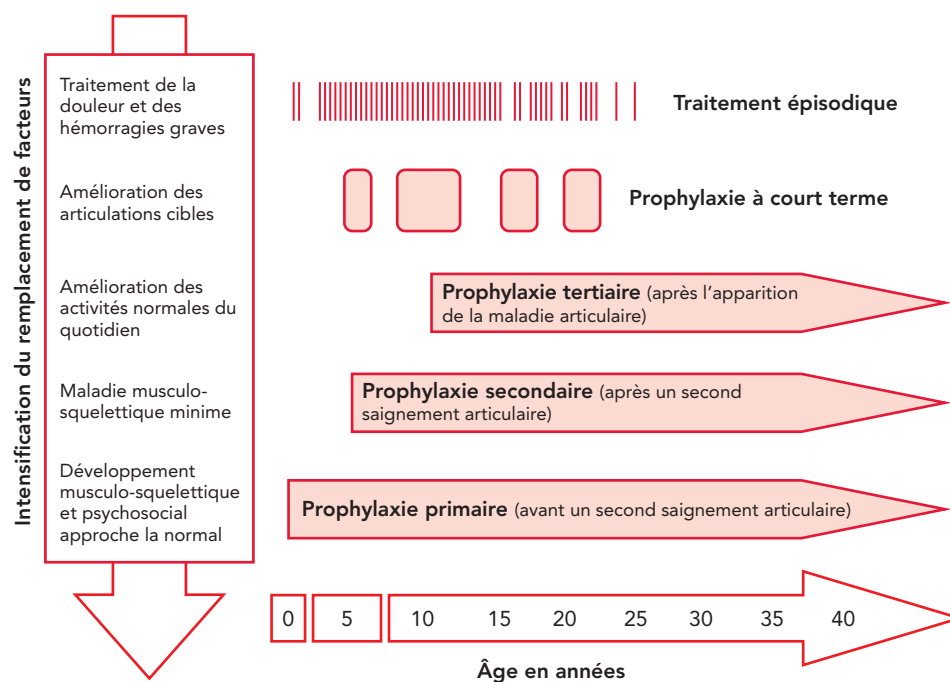 Intensification du remplacement de facteurs
Traitement de la
douleur et des
hémorragies graves
Traitement épisodique
Amélioration des
articulations cibles
Prophylaxie à court terme
Amélioration des
activités normales du
quotidien
Prophylaxie tertiaire (après l’apparition
de la maladie articulaire)
Maladie musculo-
squelettique minime
Prophylaxie secondaire (après un second
saignement articulaire)
Développement
musculo-squelettique
et psychosocial
approche la normal
Prophylaxie primaire (avant un second saignement articulaire)
0 5 10 15 20 25 30 35 40
Âge en années